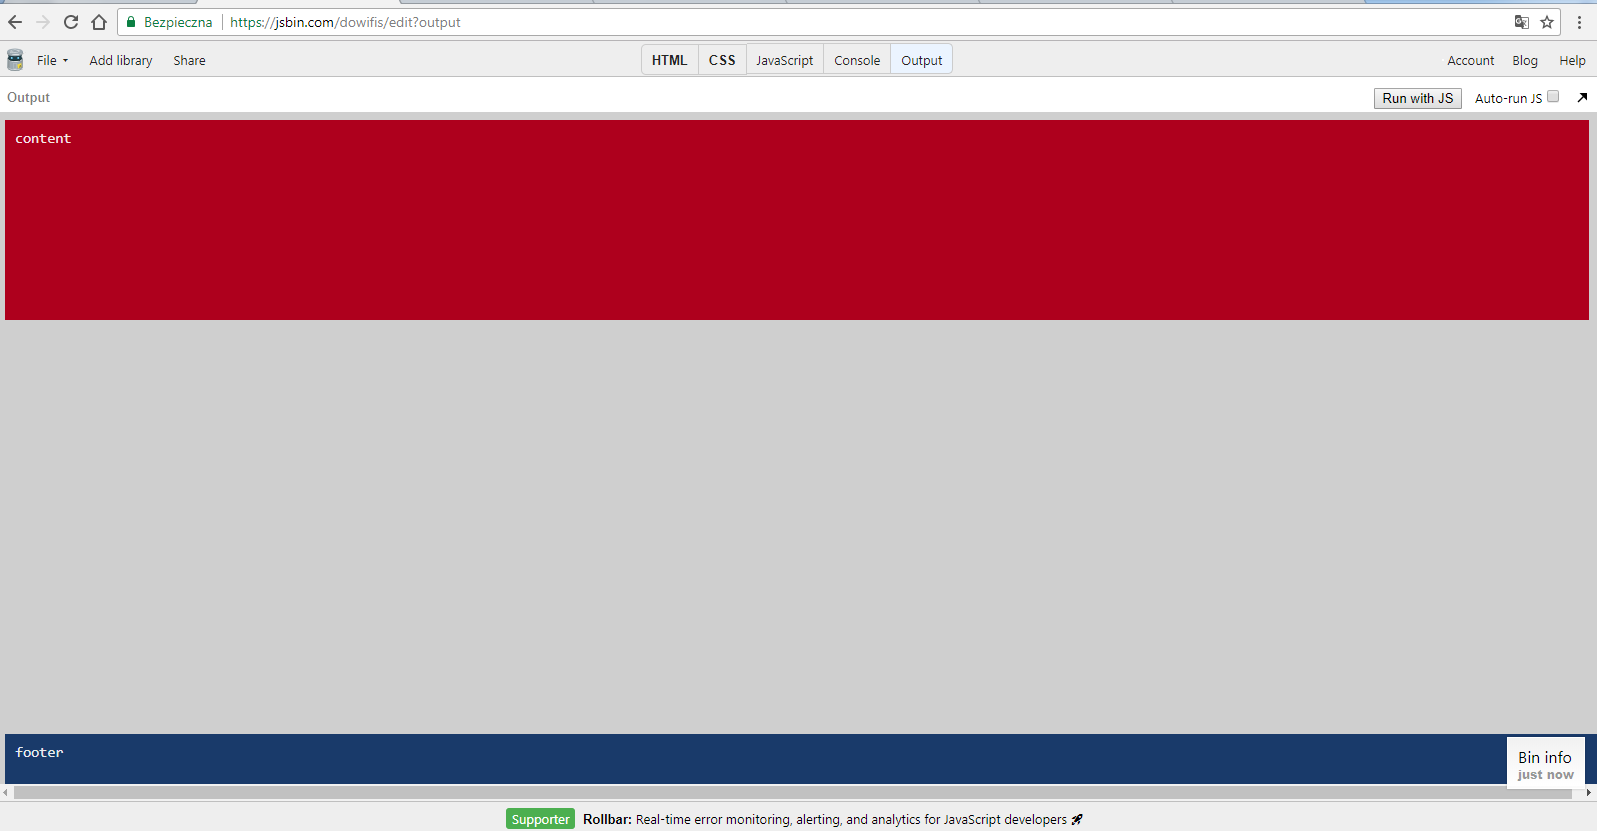 Bezpieczna https://jsbin.com/dowifis/edit?output
File Add library Share HTML CSS JavaScript Console Output Account Blog Help
Output Run with JS Auto-run JS
content
footer
Bin info
just now
Supporter Rollbar: Real-time error monitoring, alerting, and analytics for JavaScript developers